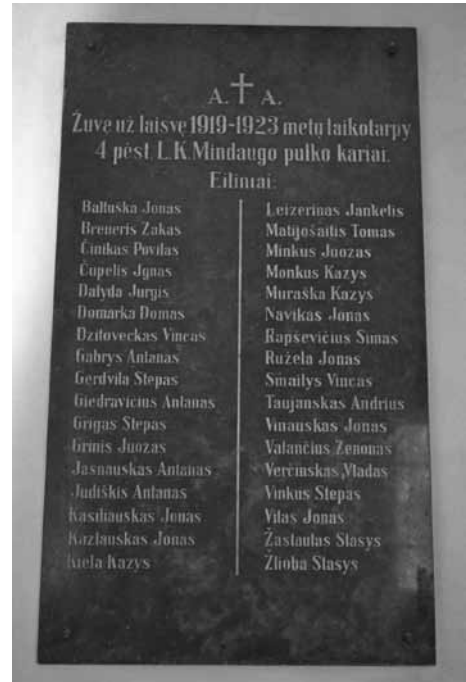 A. † A.
Žuvę už laisvę 1919-1923 metų laikotarpy
4 pėst. L.K. Mindaugo pulko kariai.
Eiliniai:
Baltuška Jonas
Breneris Zakas
Činikas Povilas
Čupelis Jgnas
Dalyda Jurgis
Domarka Domas
Dzitoveckas Vincas
Gabrys Antanas
Gerdvila Stepas
Giedravičius Antanas
Grigas Stepas
Grinis Juozas
Jasnauskas Antanas
Judiškis Antanas
Kasiliauskas Jonas
Kazlauskas Jonas
Kiela Kazys
Leizerinas Jankelis
Matijošaitis Tomas
Minkus Juozas
Monkus Kazys
Muraška Kazys
Navikas Jonas
Rapševičius Simas
Ružela Jonas
Smailys Vincas
Taujanskas Andrius
Vinauskas Jonas
Valančius Zenonas
Verčinskas Vladas
Vinkus Stepas
Vitas Jonas
Žastautas Stasys
Žlioba Stasys